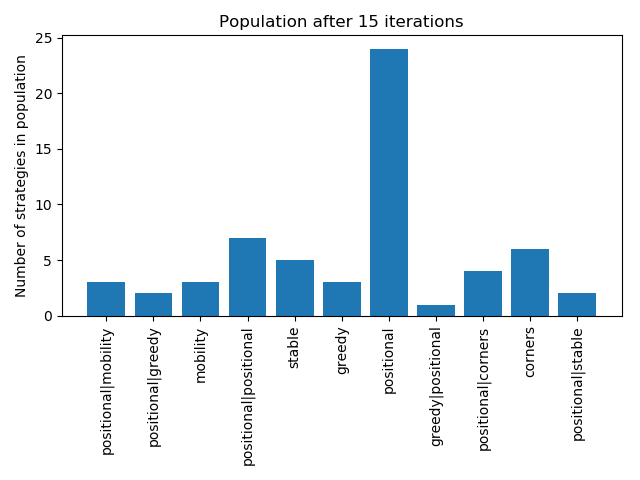 Population after 15 iterations
Number of strategies in population
25
20
15
10
5
0
positional|mobility
positional|greedy
mobility
positional|positional
stable
greedy
positional
greedy|positional
positional|corners
corners
positional|stable